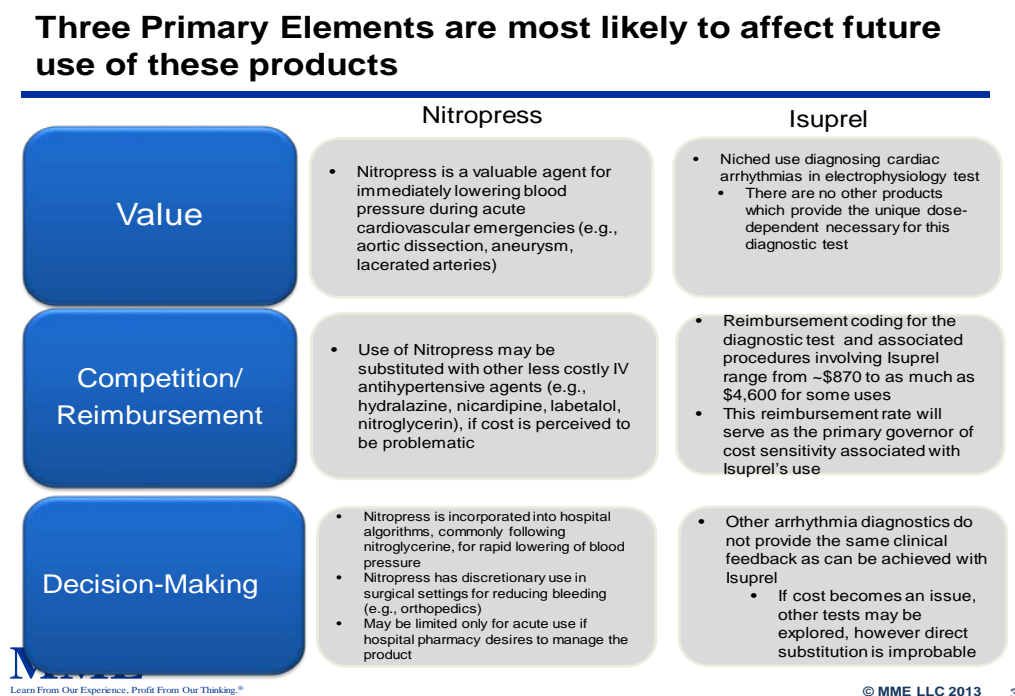 Three Primary Elements are most likely to affect future
use of these products
Nitropress
Isuprel
Value
• Nitropress is a valuable agent for
immediately lowering blood
pressure during acute
cardiovascular emergencies (e.g.,
aortic dissection, aneurysm,
lacerated arteries)
• Niched use diagnosing cardiac
arrhythmias in electrophysiology test
• There are no other products
which provide the unique dose-
dependent necessary for this
diagnostic test
Competition/
Reimbursement
• Use of Nitropress may be
substituted with other less costly IV
antihypertensive agents (e.g.,
hydralazine, nicardipine, labetalol,
nitroglycerin), if cost is perceived to
be problematic
• Reimbursement coding for the
diagnostic test and associated
procedures involving Isuprel
range from ~$870 to as much as
$4,600 for some uses
• This reimbursement rate will
serve as the primary governor of
cost sensitivity associated with
Isuprel's use
Decision-Making
• Nitropress is incorporated into hospital
algorithms, commonly following
nitroglycerine, for rapid lowering of blood
pressure
• Nitropress has discretionary use in
surgical settings for reducing bleeding
(e.g., orthopedics)
• May be limited only for acute use if
hospital pharmacy desires to manage the
product
• Other arrhythmia diagnostics do
not provide the same clinical
feedback as can be achieved with
Isuprel
• If cost becomes an issue,
other tests may be
explored, however direct
substitution is improbable
MME
Learn From Our Experience, Profit From Our Thinking.®
© MME LLC 2013